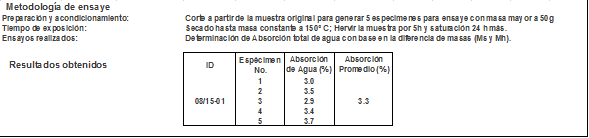 Metodología de ensaye
Preparación y acondicionamiento: Corte a partir de la muestra original para generar 5 especimenes para ensaye con masa mayor a 50 g
Tiempo de exposición: Secado hasta masa constante a 150° C; Hervir la muestra por 5h y saturación 24 h más.
Ensayos realizados: Determinación de Absorción total de agua con base en la diferencia de masas (Ms y Mh).
Resultados obtenidos
ID Espécimen No. Absorción de Agua (%) Absorción Promedio (%)
1 3.0
2 3.5
08/15-01 3 2.9 3.3
4 3.4
5 3.7